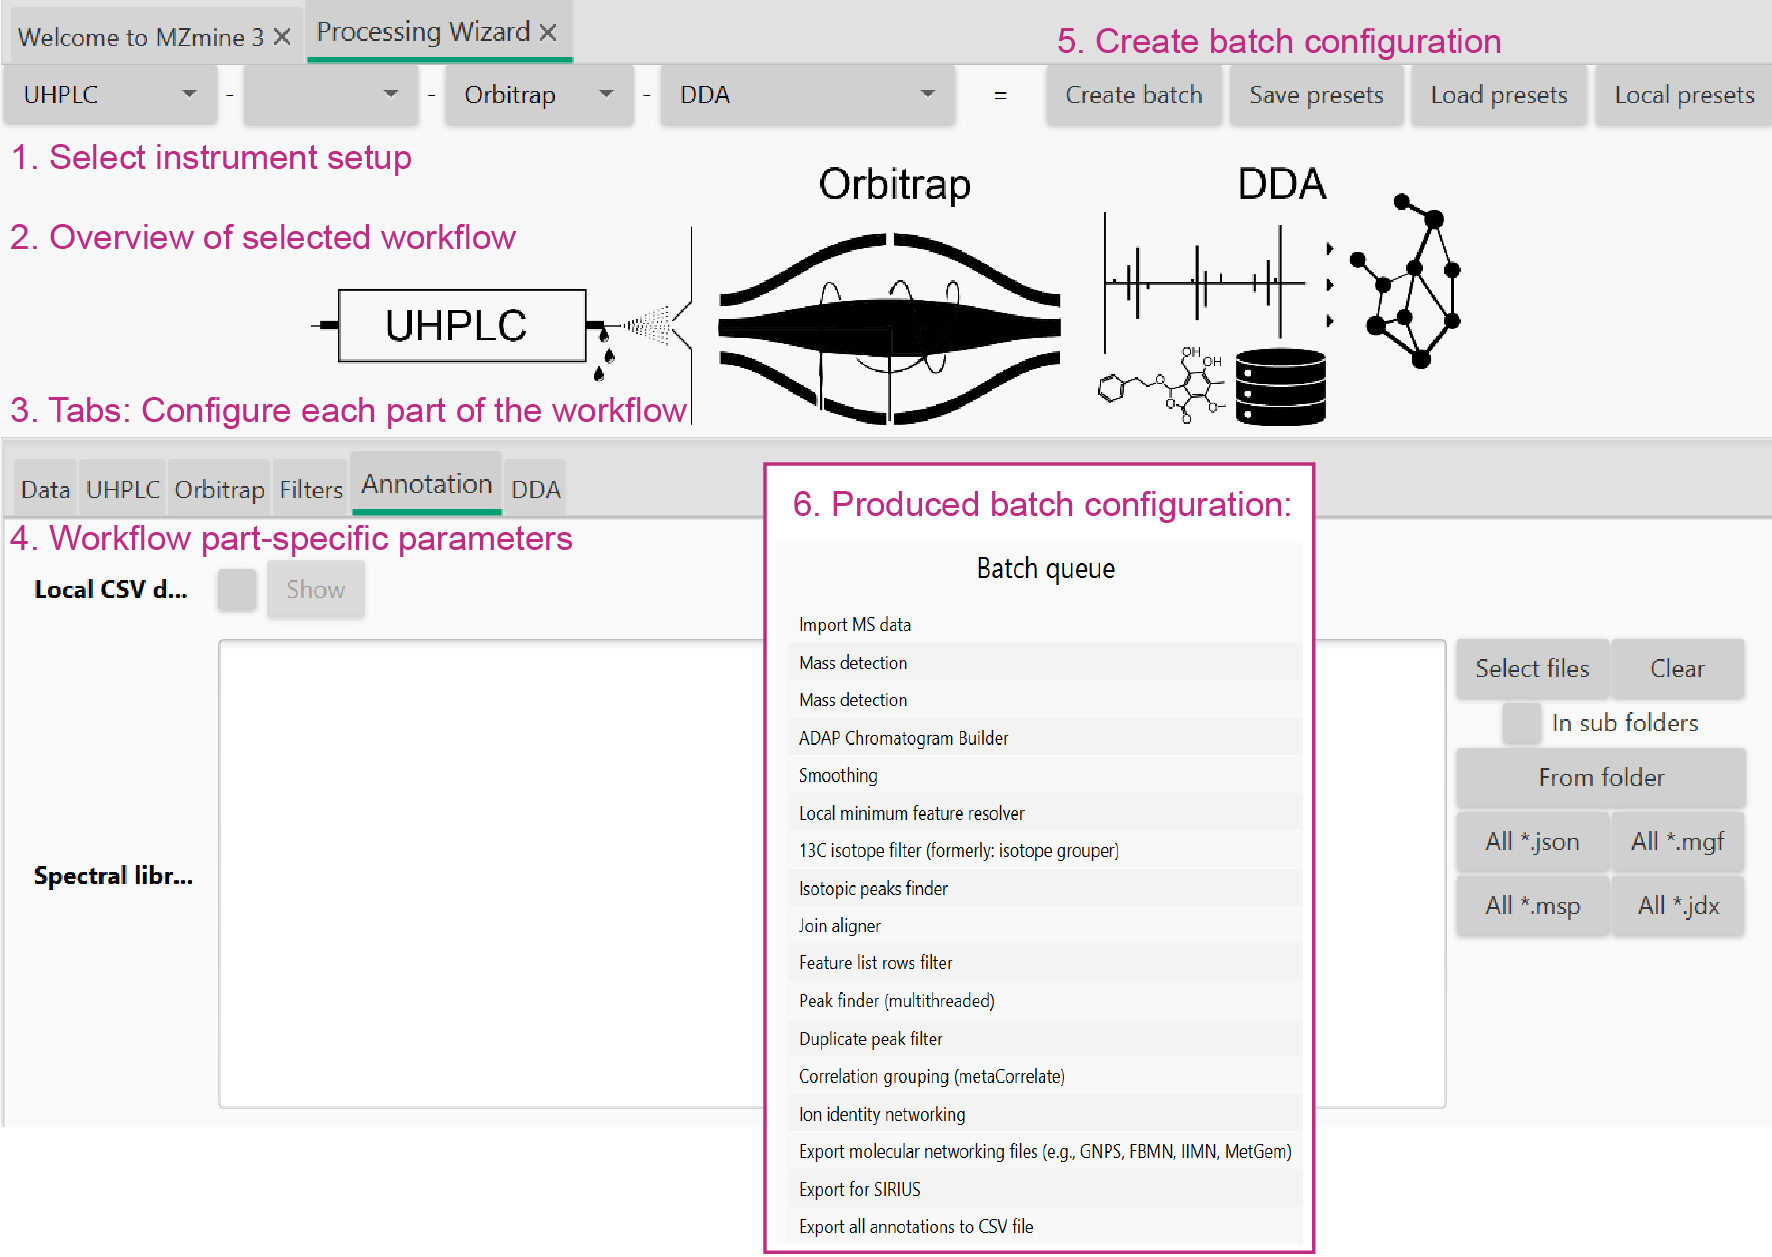 Welcome to MZmine 3
Processing Wizard
5. Create batch configuration
UHPLC - - Orbitrap - DDA = Create batch Save presets Load presets Local presets
1. Select instrument setup
Orbitrap
DDA
2. Overview of selected workflow
UHPLC
OH
OH
O
O
O
O
3. Tabs: Configure each part of the workflow
Data UHPLC Orbitrap Filters Annotation DDA
4. Workflow part-specific parameters
Local CSV d... Show
Spectral libr...
6. Produced batch configuration:
Batch queue
Import MS data
Mass detection
Mass detection
ADAP Chromatogram Builder
Smoothing
Local minimum feature resolver
13C isotope filter (formerly: isotope grouper)
Isotopic peaks finder
Join aligner
Feature list rows filter
Peak finder (multithreaded)
Duplicate peak filter
Correlation grouping (metaCorrelate)
Ion identity networking
Export molecular networking files (e.g., GNPS, FBMN, IIMN, MetGem)
Export for SIRIUS
Export all annotations to CSV file
Select files Clear
In sub folders
From folder
All *.json All *.mgf
All *.msp All *.jdx